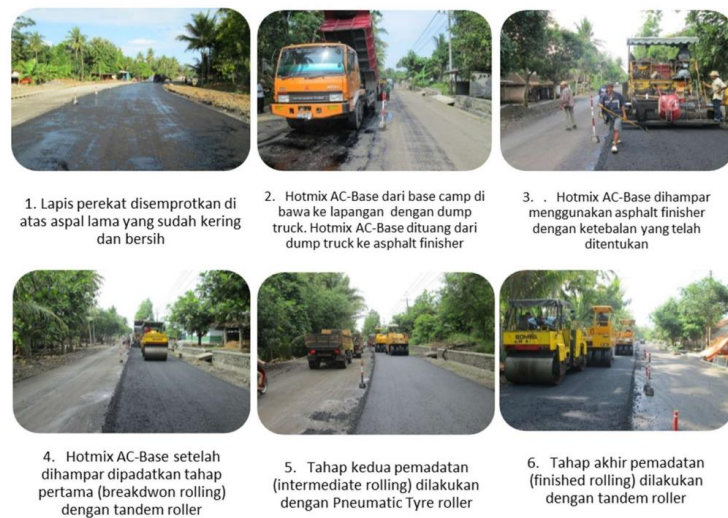 1. Lapis perekat disemprotkan di
atas aspal lama yang sudah kering
dan bersih
2. Hotmix AC-Base dari base camp di
bawa ke lapangan dengan dump
truck. Hotmix AC-Base dituang dari
dump truck ke asphalt finisher
3. . Hotmix AC-Base dihampar
menggunakan asphalt finisher
dengan ketebalan yang telah
ditentukan
4. Hotmix AC-Base setelah
dihampar dipadatkan tahap
pertama (breakdwon rolling)
dengan tandem roller
5. Tahap kedua pemadatan
(intermediate rolling) dilakukan
dengan Pneumatic Tyre roller
BOMAG
6. Tahap akhir pemadatan
(finished rolling) dilakukan
dengan tandem roller